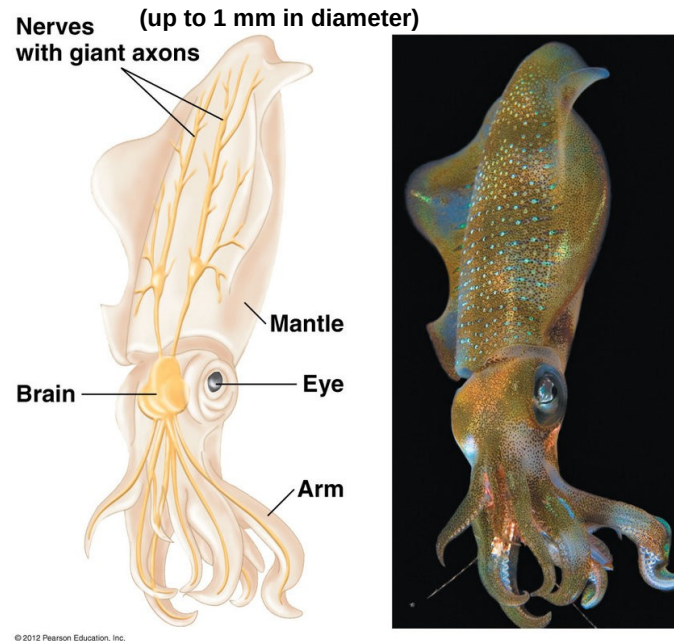 (up to 1 mm in diameter)
Nerves
with giant axons
Mantle
Eye
Brain
Arm
© 2012 Pearson Education, Inc.